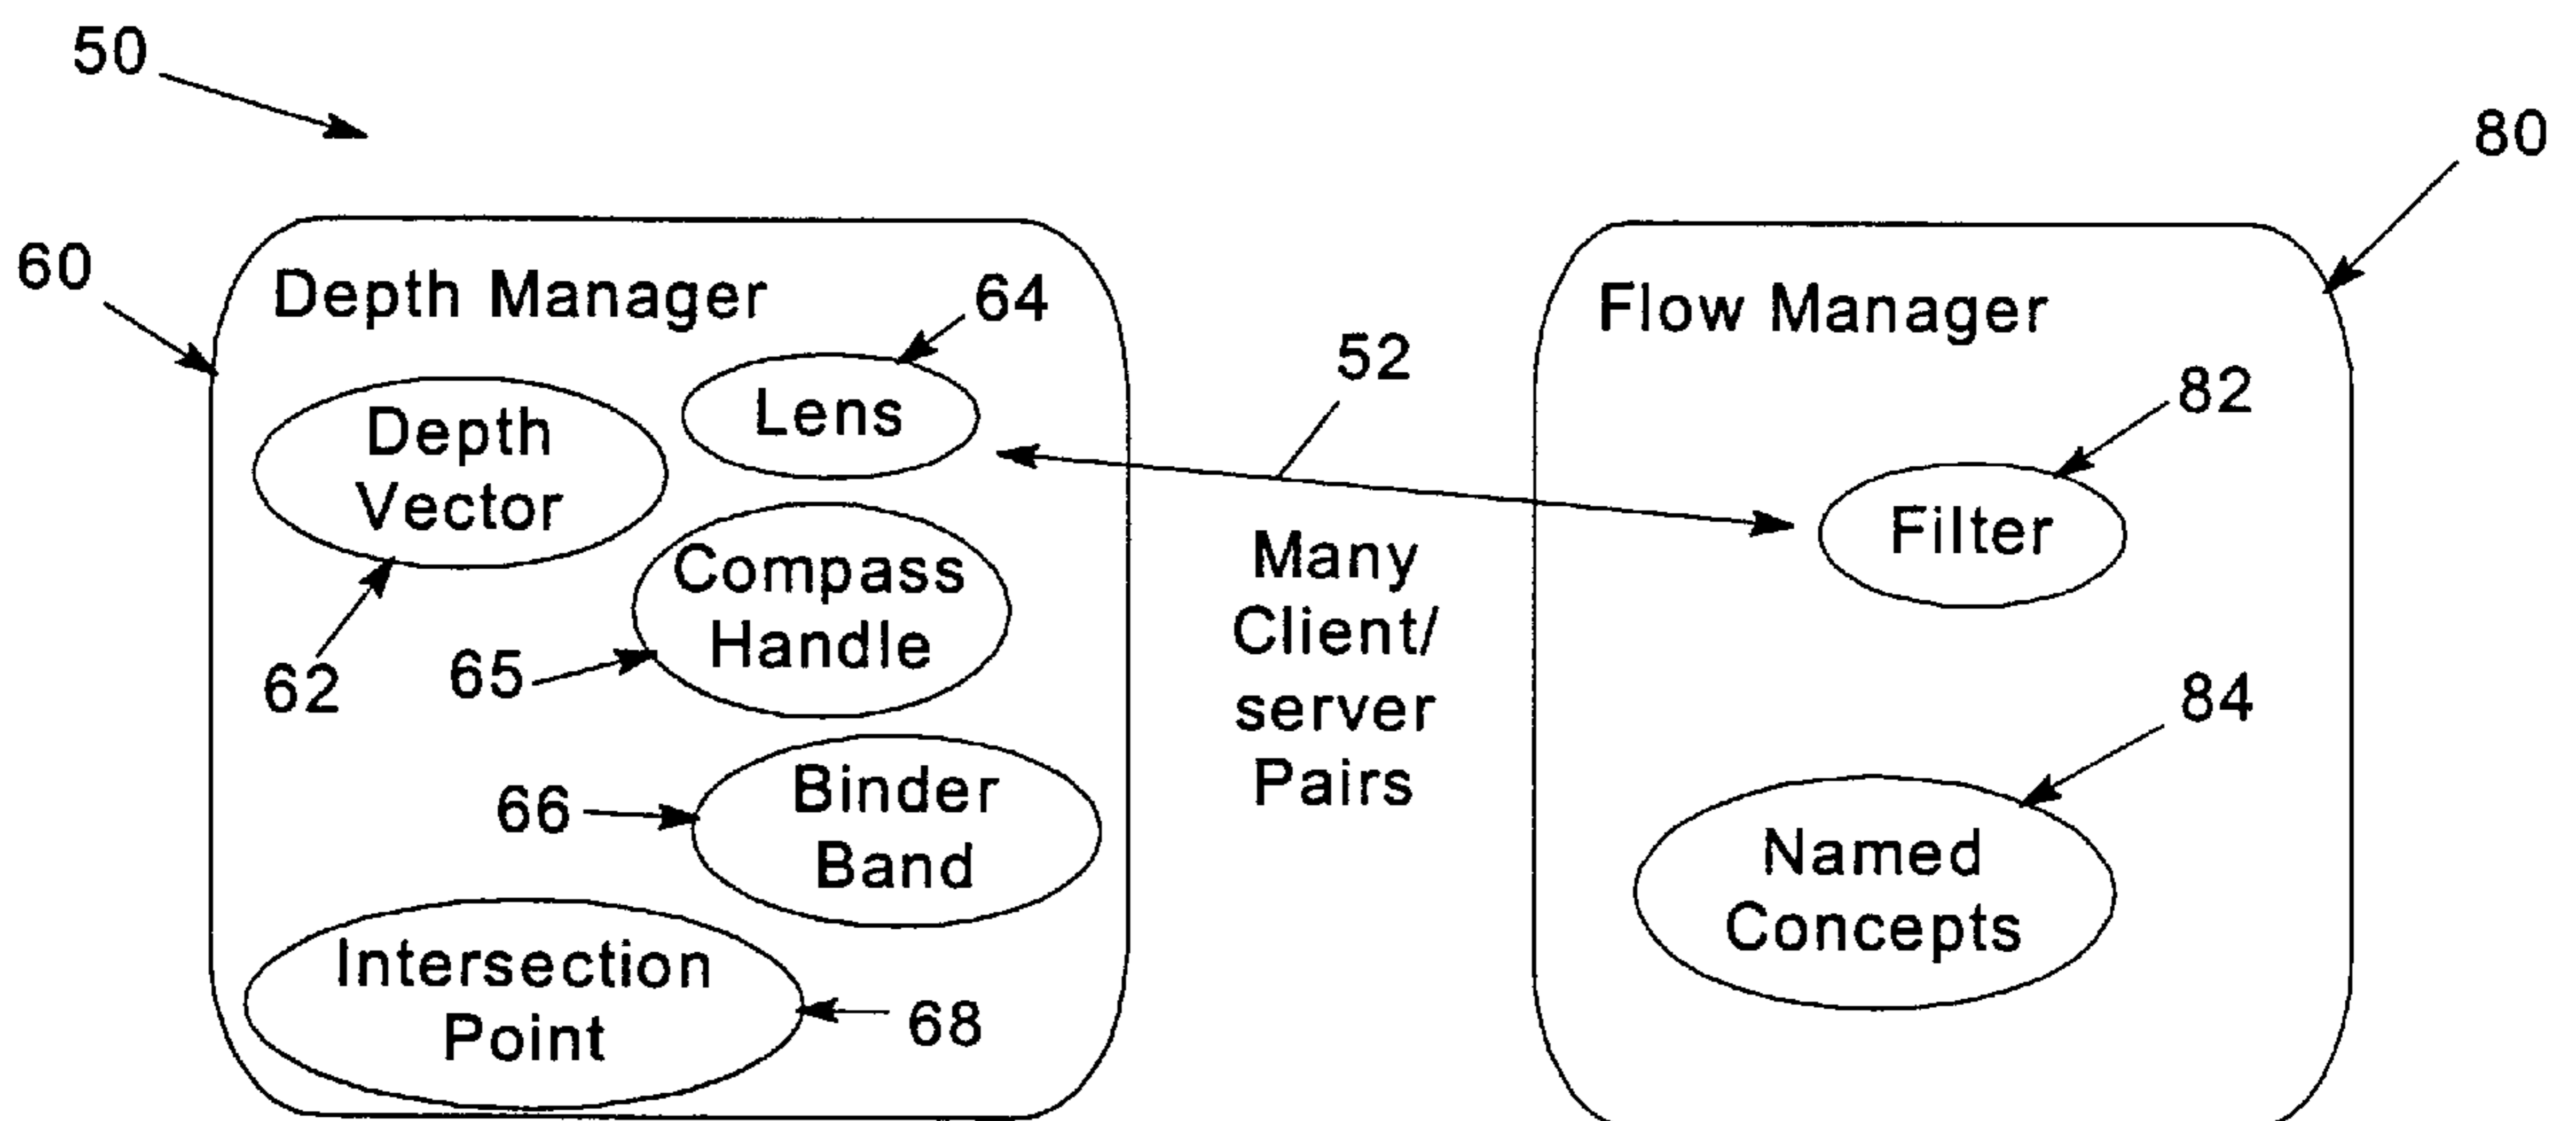 50
80
60
Depth Manager
64
Flow Manager
52
Lens
82
Depth
Vector
Filter
Compass
Handle
Many
Client/
server
Pairs
62
65
84
66
Binder
Band
Named
Concepts
Intersection
Point
68